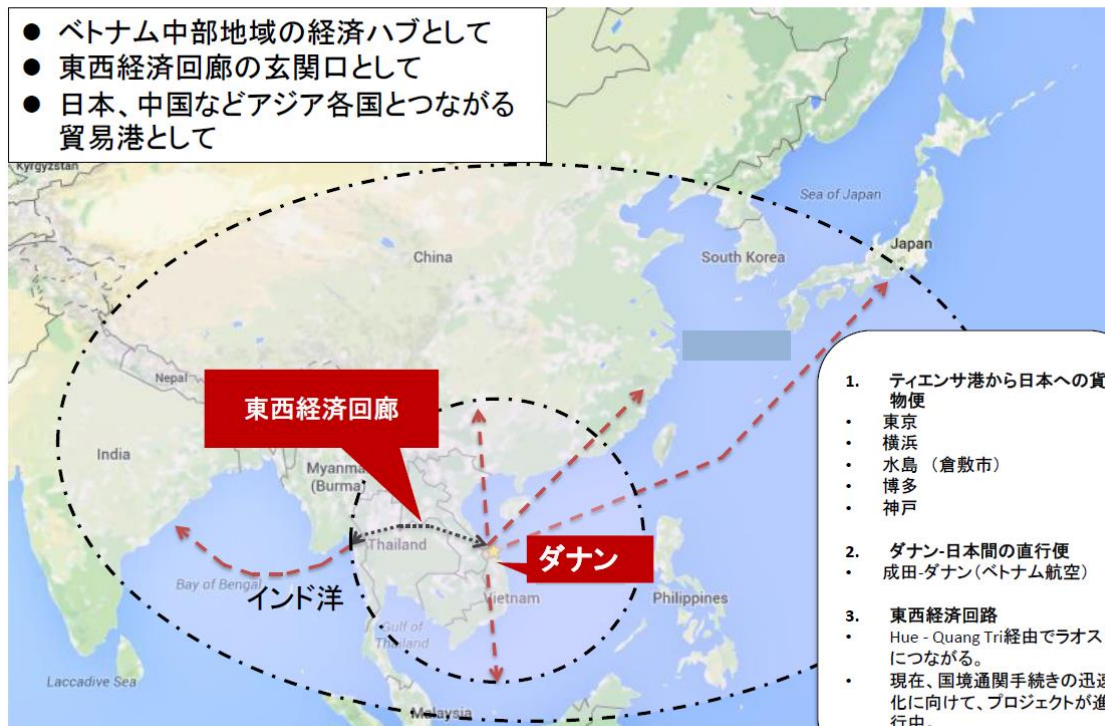 ● ベトナム中部地域の経済ハブとして
● 東西経済回廊の玄関口として
● 日本、中国などアジア各国とつながる
貿易港として
Kyrgyzstan
Sea of Japan
Japan
China
South Korea
Nepal
東西経済回廊
India
Myanma
(Burma)
Thailand
ダナン
Bay of Bengal
インド洋
Vietnam
Philippines
Gulf of
Thailand
Laccadive Sea
Malaysia
1. ティエンサ港から日本への貨
物便
• 東京
• 横浜
• 水島 （倉敷市）
• 博多
• 神戸
2. ダナン-日本間の直行便
• 成田-ダナン（ベトナム航空）
3. 東西経済回路
• Hue - Quang Tri経由でラオス
につながる。
• 現在、国境通関手続きの迅速
化に向けて、プロジェクトが進
行中。